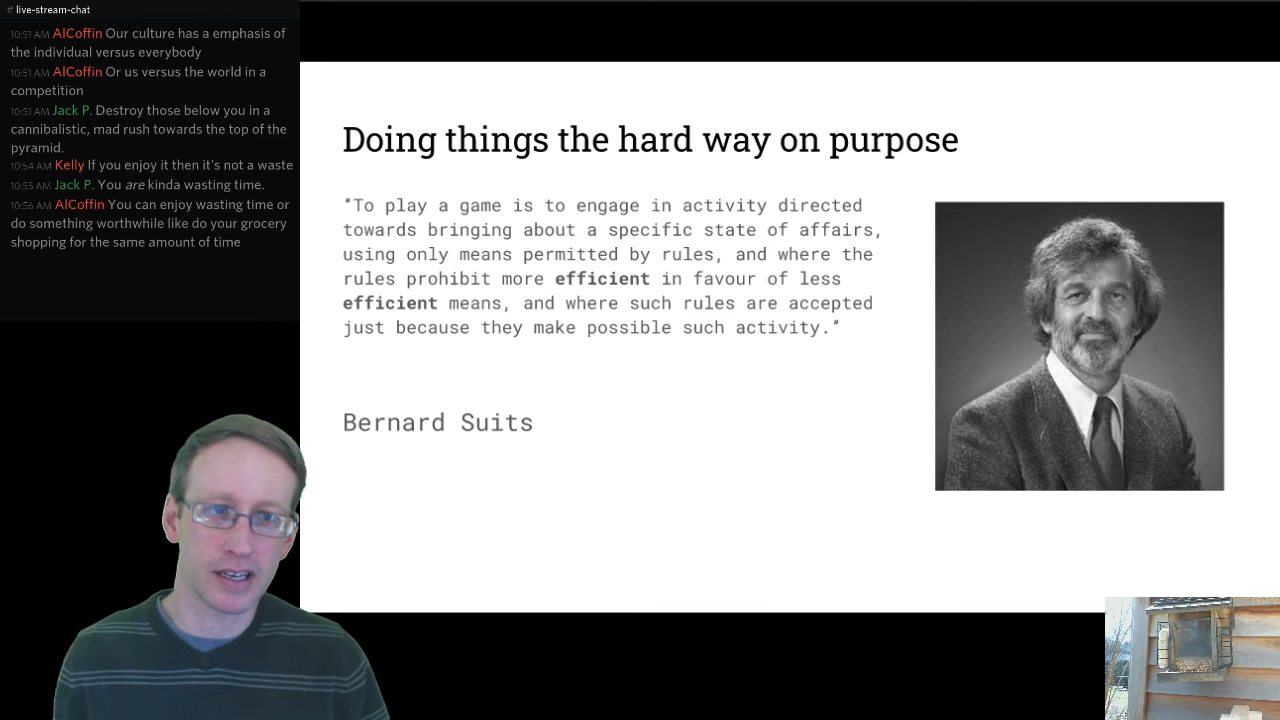 # live-stream-chat
10:51 AM AlCoffin Our culture has a emphasis of
the individual versus everybody
10:51 AM AlCoffin Or us versus the world in a
competition
10:51 AM Jack P. Destroy those below you in a
cannibalistic, mad rush towards the top of the
pyramid.
10:54 AM Kelly If you enjoy it then it's not a waste
10:55 AM Jack P. You are kinda wasting time.
10:56 AM AlCoffin You can enjoy wasting time or
do something worthwhile like do your grocery
shopping for the same amount of time
Doing things the hard way on purpose
“To play a game is to engage in activity directed
towards bringing about a specific state of affairs,
using only means permitted by rules, and where the
rules prohibit more efficient in favour of less
efficient means, and where such rules are accepted
just because they make possible such activity.”
Bernard Suits